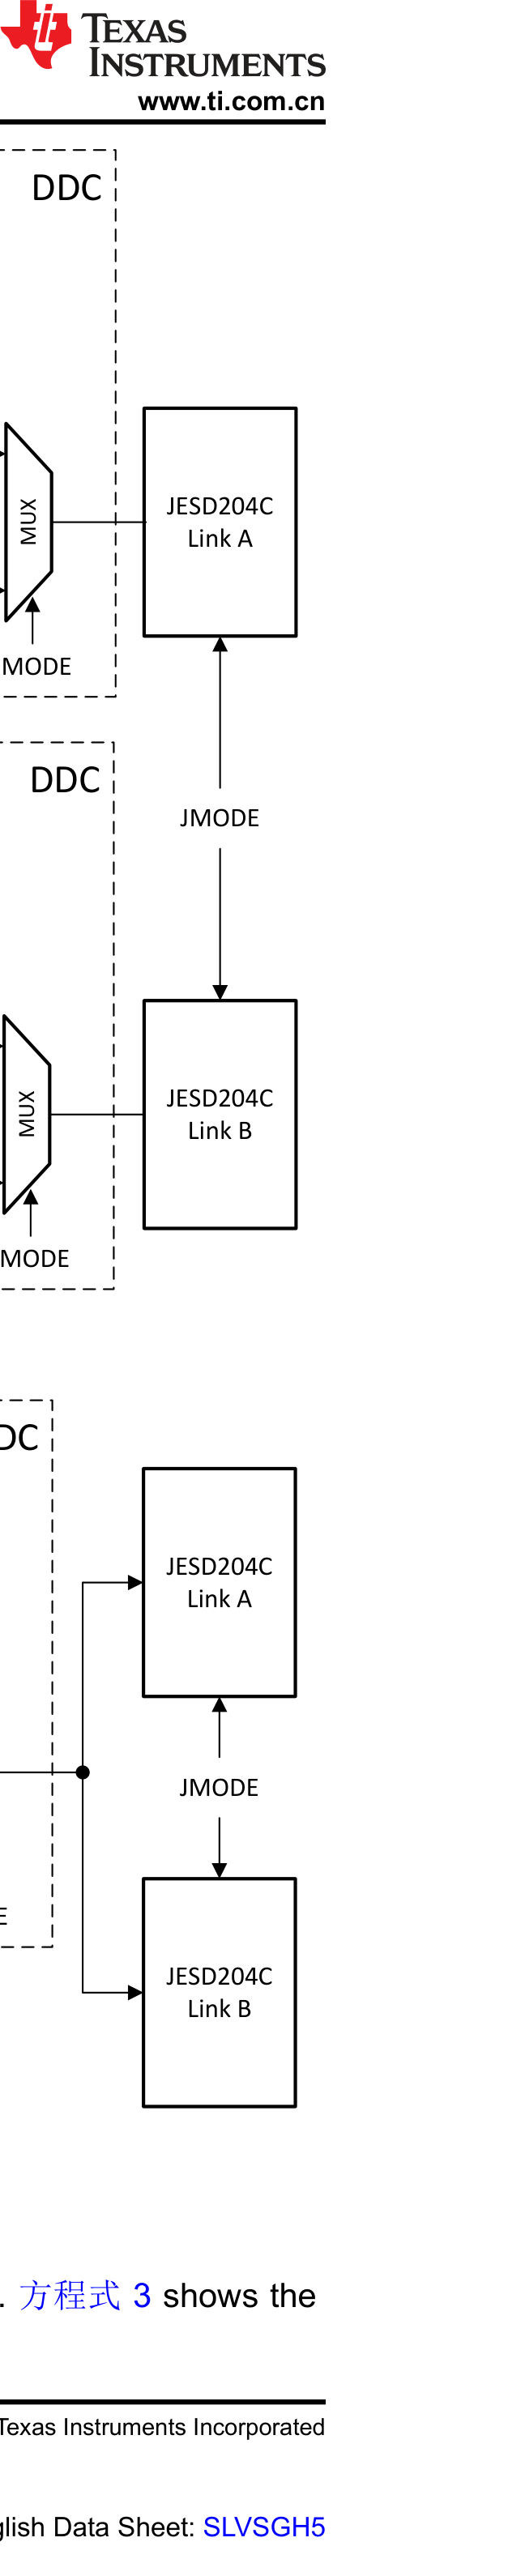 TEXAS
INSTRUMENTS
www.ti.com.cn
DDC
JESD204C
Link A
MUX
MODE
DDC
JMODE
JESD204C
Link B
MUX
MODE
DC
JESD204C
Link A
JMODE
E
JESD204C
Link B
. 方程式 3 shows the
Texas Instruments Incorporated
glish Data Sheet: SLVSGH5